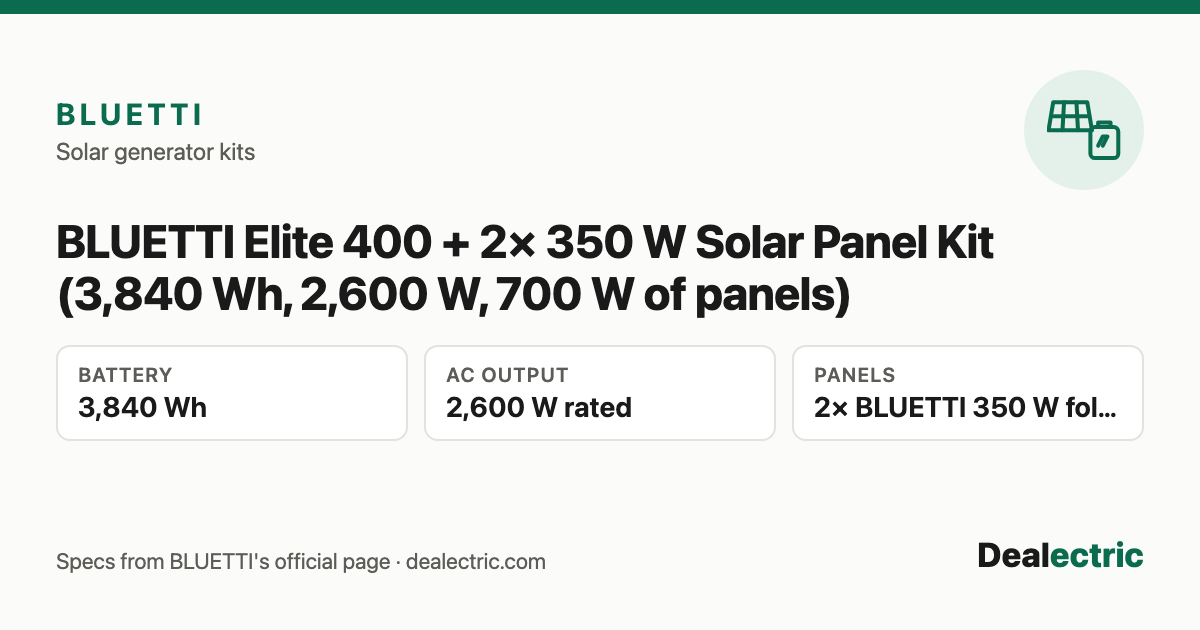 BLUETTI
Solar generator kits
BLUETTI Elite 400 + 2× 350 W Solar Panel Kit
(3,840 Wh, 2,600 W, 700 W of panels)
BATTERY
3,840 Wh
AC OUTPUT
2,600 W rated
PANELS
2× BLUETTI 350 W fol...
Specs from BLUETTI's official page · dealectric.com
Dealectric